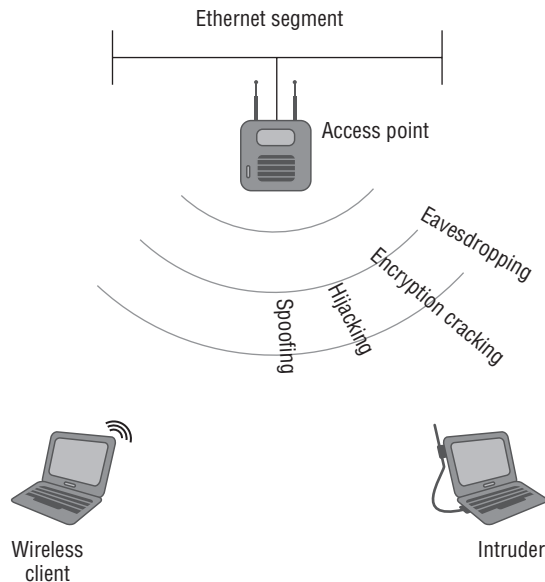 Ethernet segment
Access point
Eavesdropping
Encryption cracking
Hijacking
Spoofing
Wireless
client
Intruder